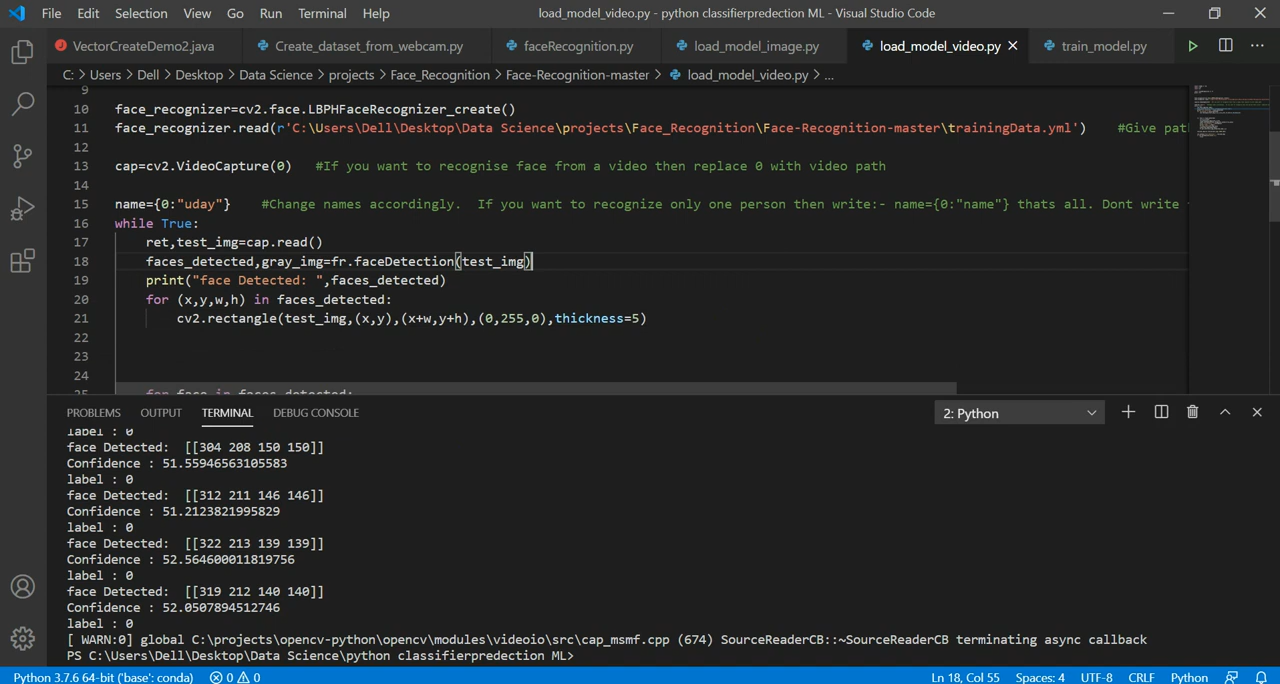 File Edit Selection View Go Run Terminal Help load_model_video.py - python classifierpredection ML - Visual Studio Code
VectorCreateDemo2.java Create_dataset_from_webcam.py faceRecognition.py load_model_image.py load_model_video.py train_model.py
C: > Users > Dell > Desktop > Data Science > projects > Face_Recognition > Face-Recognition-master > load_model_video.py > ...
9
10 face_recognizer=cv2.face.LBPHFaceRecognizer_create()
11 face_recognizer.read(r'C:\Users\Dell\Desktop\Data Science\projects\Face_Recognition\Face-Recognition-master\trainingData.yml') #Give path
12
13 cap=cv2.VideoCapture(0) #If you want to recognise face from a video then replace 0 with video path
14
15 name={0:"uday"} #Change names accordingly. If you want to recognize only one person then write:- name={0:"name"} thats all. Dont write
16 while True:
17 ret,test_img=cap.read()
18 faces_detected,gray_img=fr.faceDetection(test_img)
19 print("face Detected: ",faces_detected)
20 for (x,y,w,h) in faces_detected:
21 cv2.rectangle(test_img,(x,y),(x+w,y+h),(0,255,0),thickness=5)
22
23
24
25 for face in faces_detected:
PROBLEMS OUTPUT TERMINAL DEBUG CONSOLE 2: Python
label : 0
face Detected: [[304 208 150 150]]
Confidence : 51.55946563105583
label : 0
face Detected: [[312 211 146 146]]
Confidence : 51.2123821995829
label : 0
face Detected: [[322 213 139 139]]
Confidence : 52.564600011819756
label : 0
face Detected: [[319 212 140 140]]
Confidence : 52.0507894512746
label : 0
[ WARN:0] global C:\projects\opencv-python\opencv\modules\videoio\src\cap_msmf.cpp (674) SourceReaderCB::~SourceReaderCB terminating async callback
PS C:\Users\Dell\Desktop\Data Science\python classifierpredection ML>
Python 3.7.6 64-bit ('base': conda) 0 0 Ln 18, Col 55 Spaces: 4 UTF-8 CRLF Python